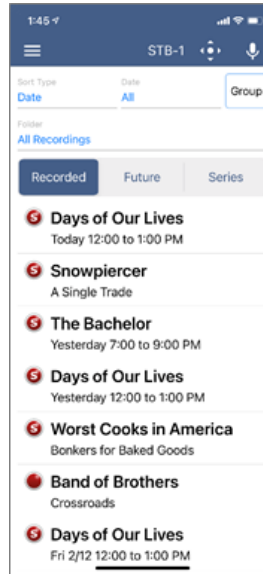 1:45
STB-1
Sort Type
Date
Date
All
Group
Folder
All Recordings
Recorded
Future
Series
S Days of Our Lives
Today 12:00 to 1:00 PM
S Snowpiercer
A Single Trade
S The Bachelor
Yesterday 7:00 to 9:00 PM
S Days of Our Lives
Yesterday 12:00 to 1:00 PM
S Worst Cooks in America
Bonkers for Baked Goods
Band of Brothers
Crossroads
S Days of Our Lives
Fri 2/12 12:00 to 1:00 PM